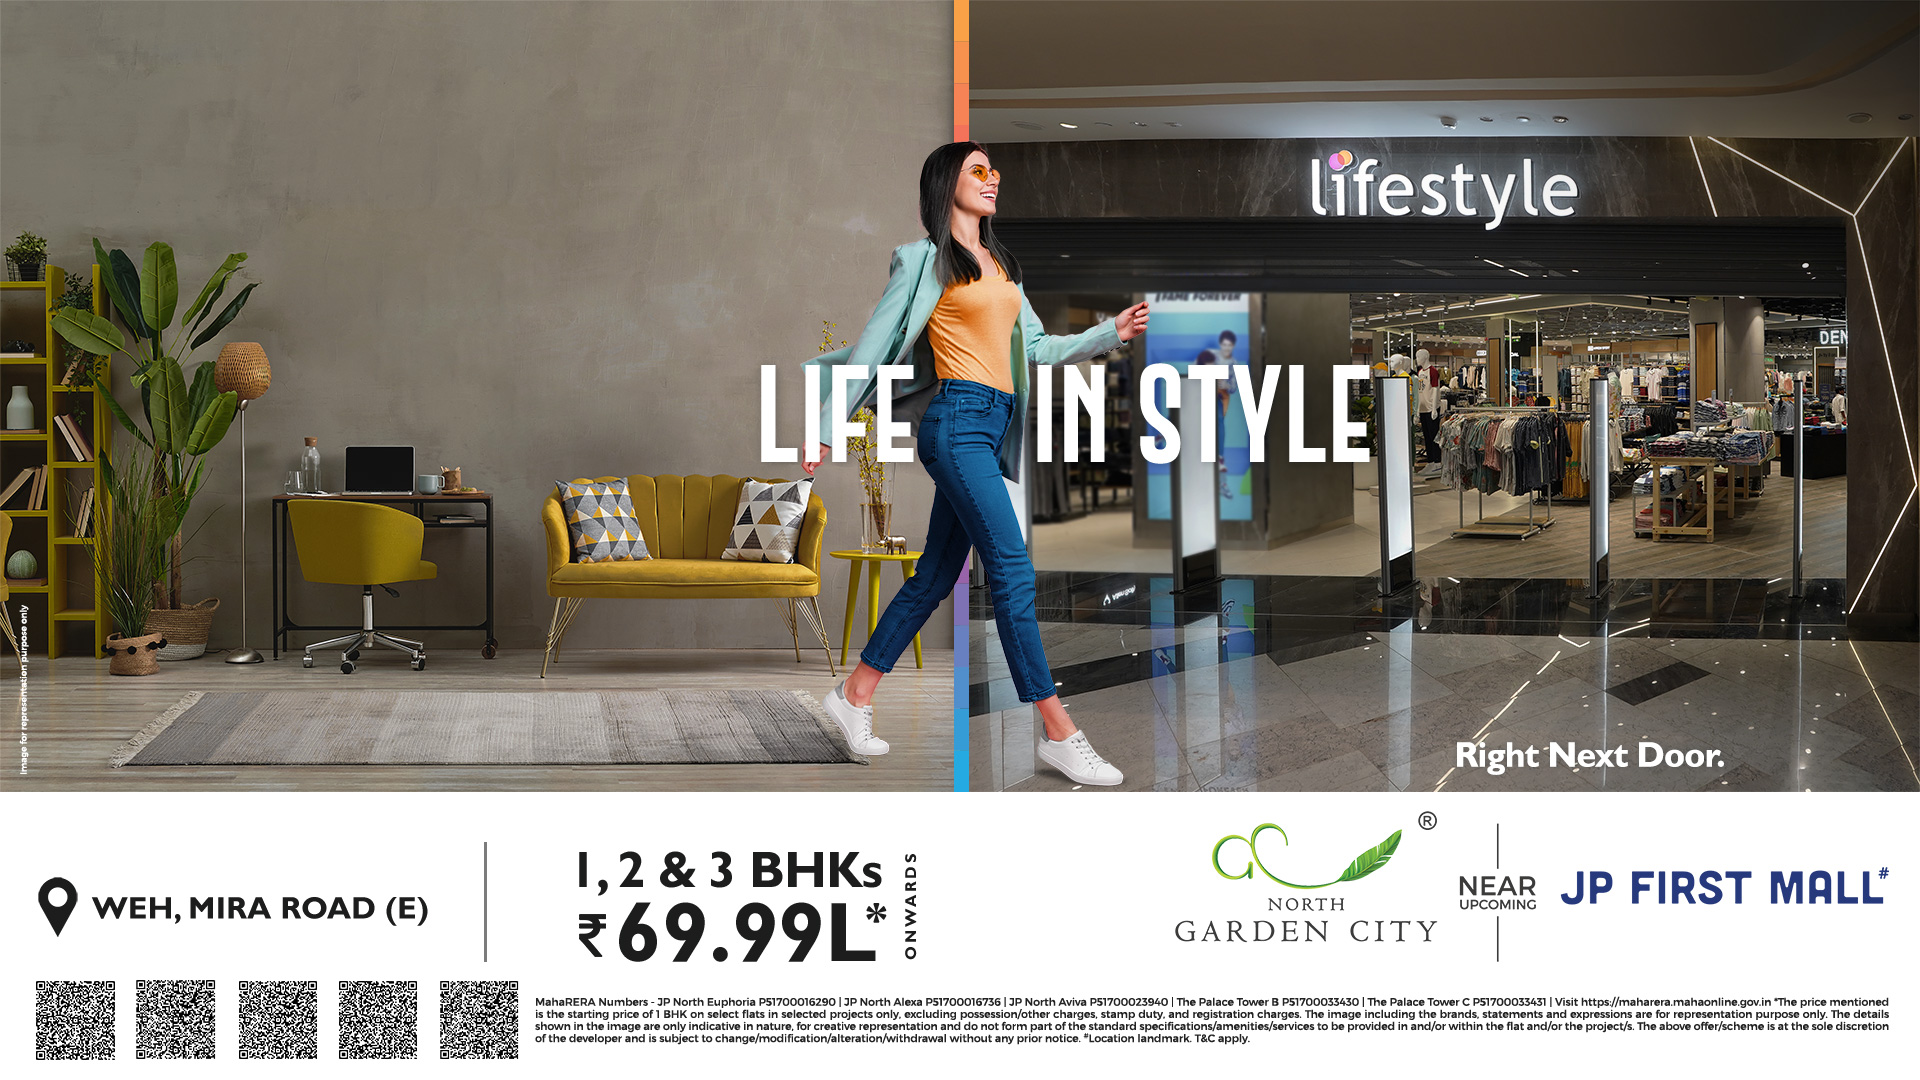 lifestyle
FAME FOREVER
DEN
LIFE IN STYLE
Image for representation purpose only
Right Next Door.
WEH, MIRA ROAD (E)
1, 2 & 3 BHKs
₹69.99L*
ONWARDS
®
NORTH
GARDEN CITY
NEAR
UPCOMING
JP FIRST MALL#
MahaRERA Numbers - JP North Euphoria P51700016290 | JP North Alexa P51700016736 | JP North Aviva P51700023940 | The Palace Tower B P51700033430 | The Palace Tower C P51700033431 | Visit https://maharera.mahaonline.gov.in *The price mentioned
is the starting price of 1 BHK on select flats in selected projects only, excluding possession/other charges, stamp duty, and registration charges. The image including the brands, statements and expressions are for representation purpose only. The details
shown in the image are only indicative in nature, for creative representation and do not form part of the standard specifications/amenities/services to be provided in and/or within the flat and/or the project/s. The above offer/scheme is at the sole discretion
of the developer and is subject to change/modification/alteration/withdrawal without any prior notice. #Location landmark. T&C apply.